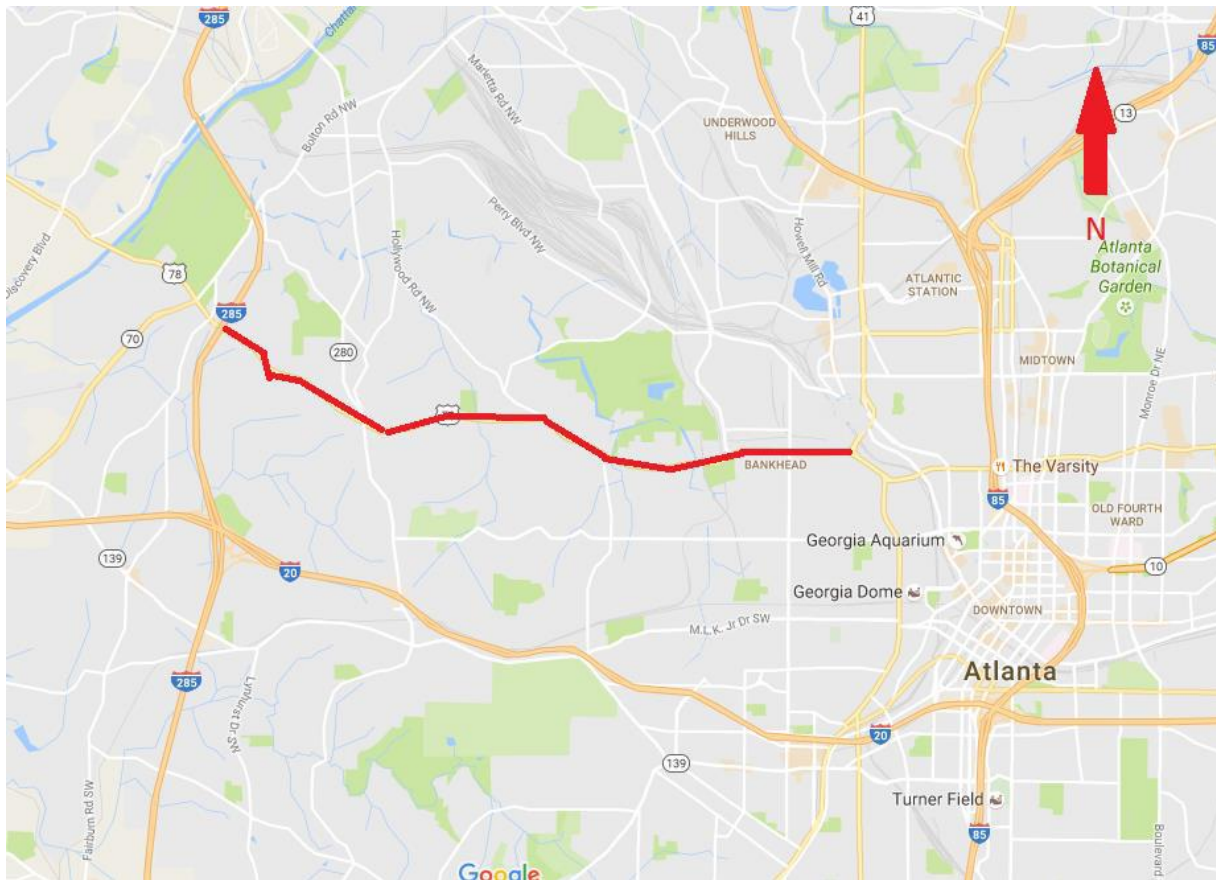 285
Chatta
41
85
Marietta Rd NW
Bolton Rd NW
UNDERWOOD
HILLS
13
Perry Blvd NW
Hollywood Rd NW
Howell Mill Rd
N
Atlanta
Botanical
Garden
Discovery Blvd
78
ATLANTIC
STATION
285
70
280
MIDTOWN
Monroe Dr NE
BANKHEAD
The Varsity
85
OLD FOURTH
WARD
Georgia Aquarium
139
20
10
Georgia Dome
DOWNTOWN
M.L.K. Jr Dr SW
Atlanta
285
Lynhurst Dr SW
20
139
Turner Field
Fairburn Rd SW
85
Boulevard
Google